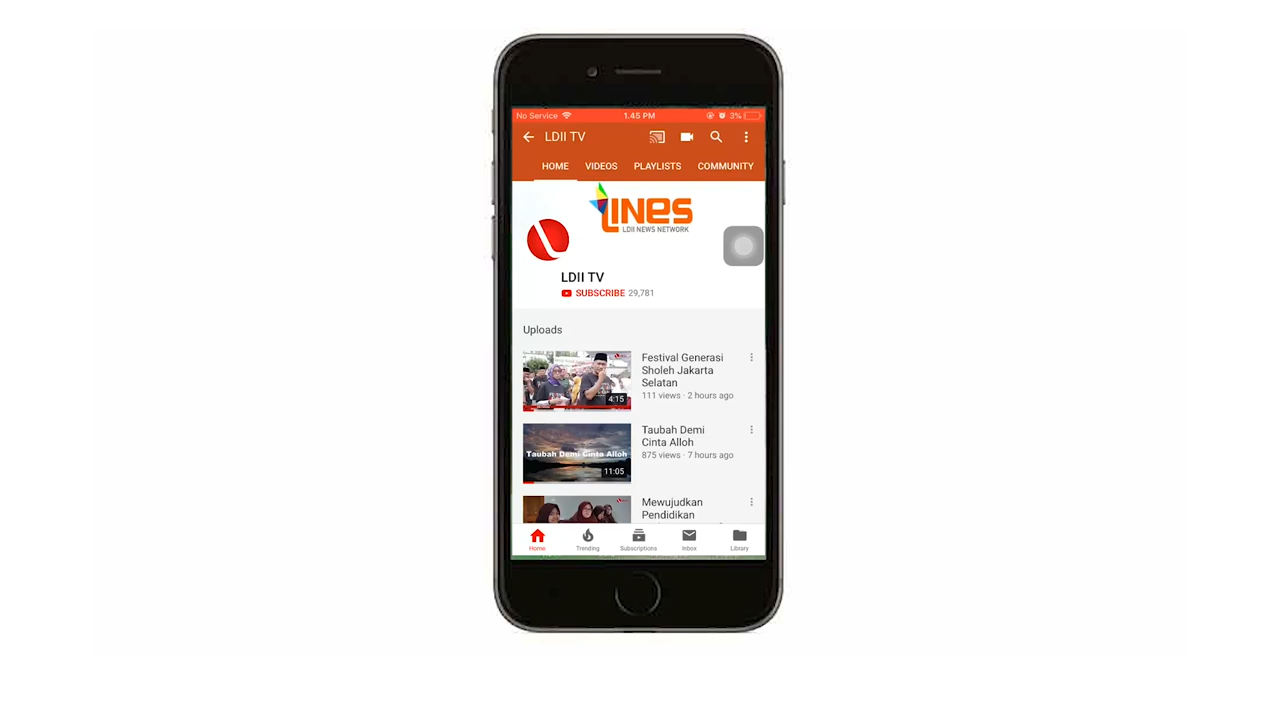 No Service 1.45 PM 3%
LDII TV
HOME VIDEOS PLAYLISTS COMMUNITY
LINES
LDII NEWS NETWORK
LDII TV
SUBSCRIBE 29,781
Uploads
Festival Generasi
Sholeh Jakarta
Selatan
111 views · 2 hours ago
4:15
Taubah Demi
Cinta Alloh
875 views · 7 hours ago
Taubah Demi Cinta Alloh
11:05
Mewujudkan
Pendidikan
Home Trending Subscriptions Inbox Library